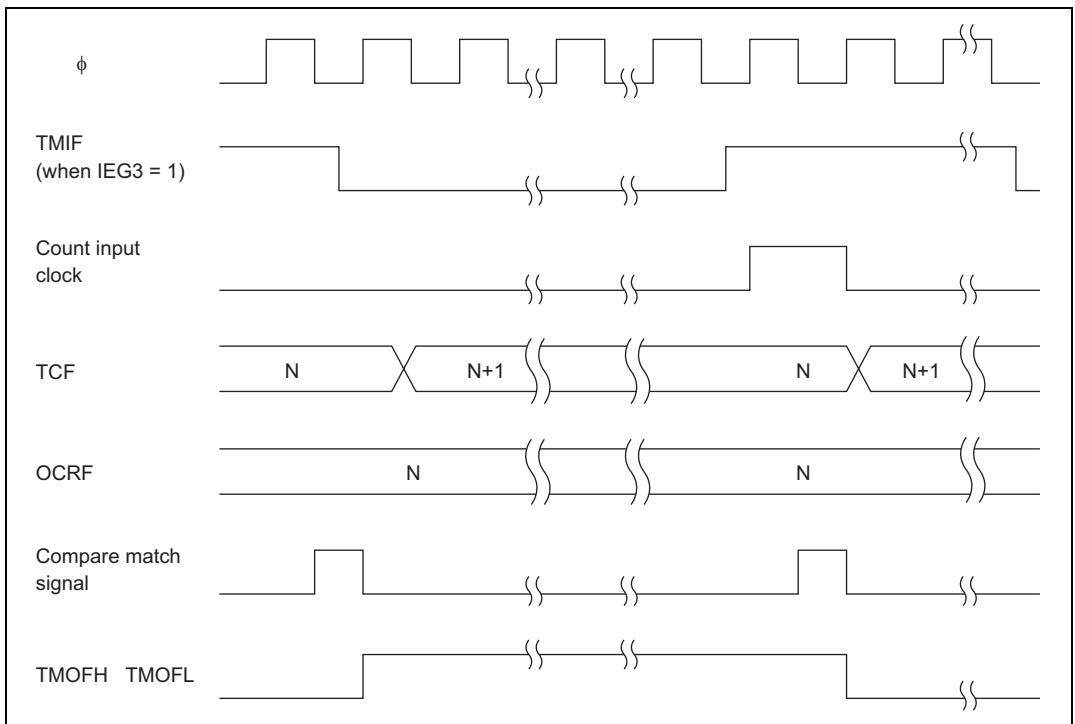 φ
TMIF
(when IEG3 = 1)
Count input
clock
TCF
N
N+1
N
N+1
OCRF
N
N
Compare match
signal
TMOFH TMOFL